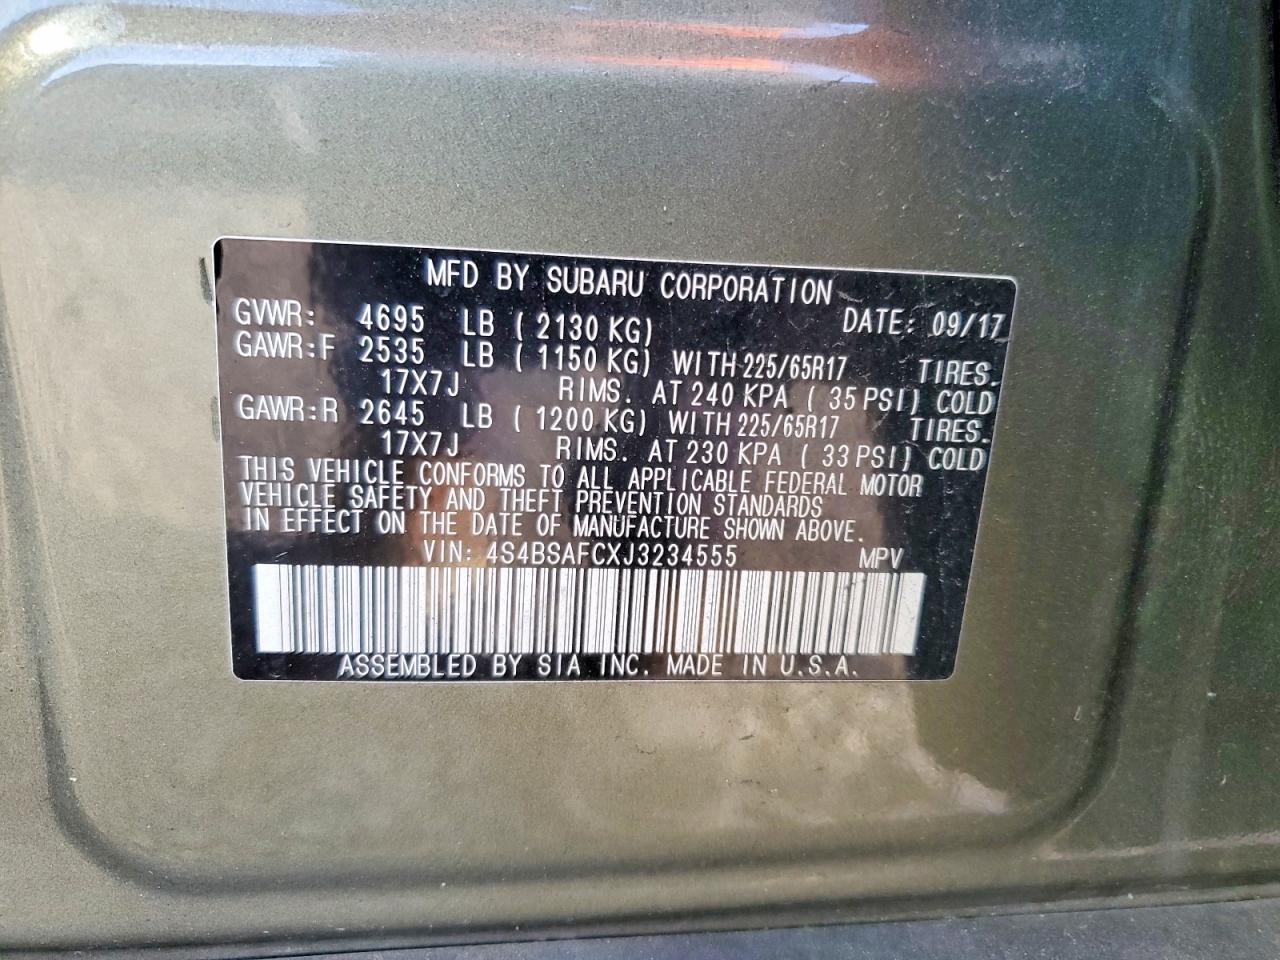 MFD BY SUBARU CORPORATION
GVWR: 4695 LB ( 2130 KG) DATE: 09/17
GAWR:F 2535 LB ( 1150 KG) WITH 225/65R17 TIRES.
17X7J RIMS. AT 240 KPA ( 35 PSI) COLD
GAWR:R 2645 LB ( 1200 KG) WITH 225/65R17 TIRES.
17X7J RIMS. AT 230 KPA ( 33 PSI) COLD
THIS VEHICLE CONFORMS TO ALL APPLICABLE FEDERAL MOTOR
VEHICLE SAFETY AND THEFT PREVENTION STANDARDS
IN EFFECT ON THE DATE OF MANUFACTURE SHOWN ABOVE.
VIN: 4S4BSAFCXJ3234555 MPV
ASSEMBLED BY SIA INC. MADE IN U.S.A.